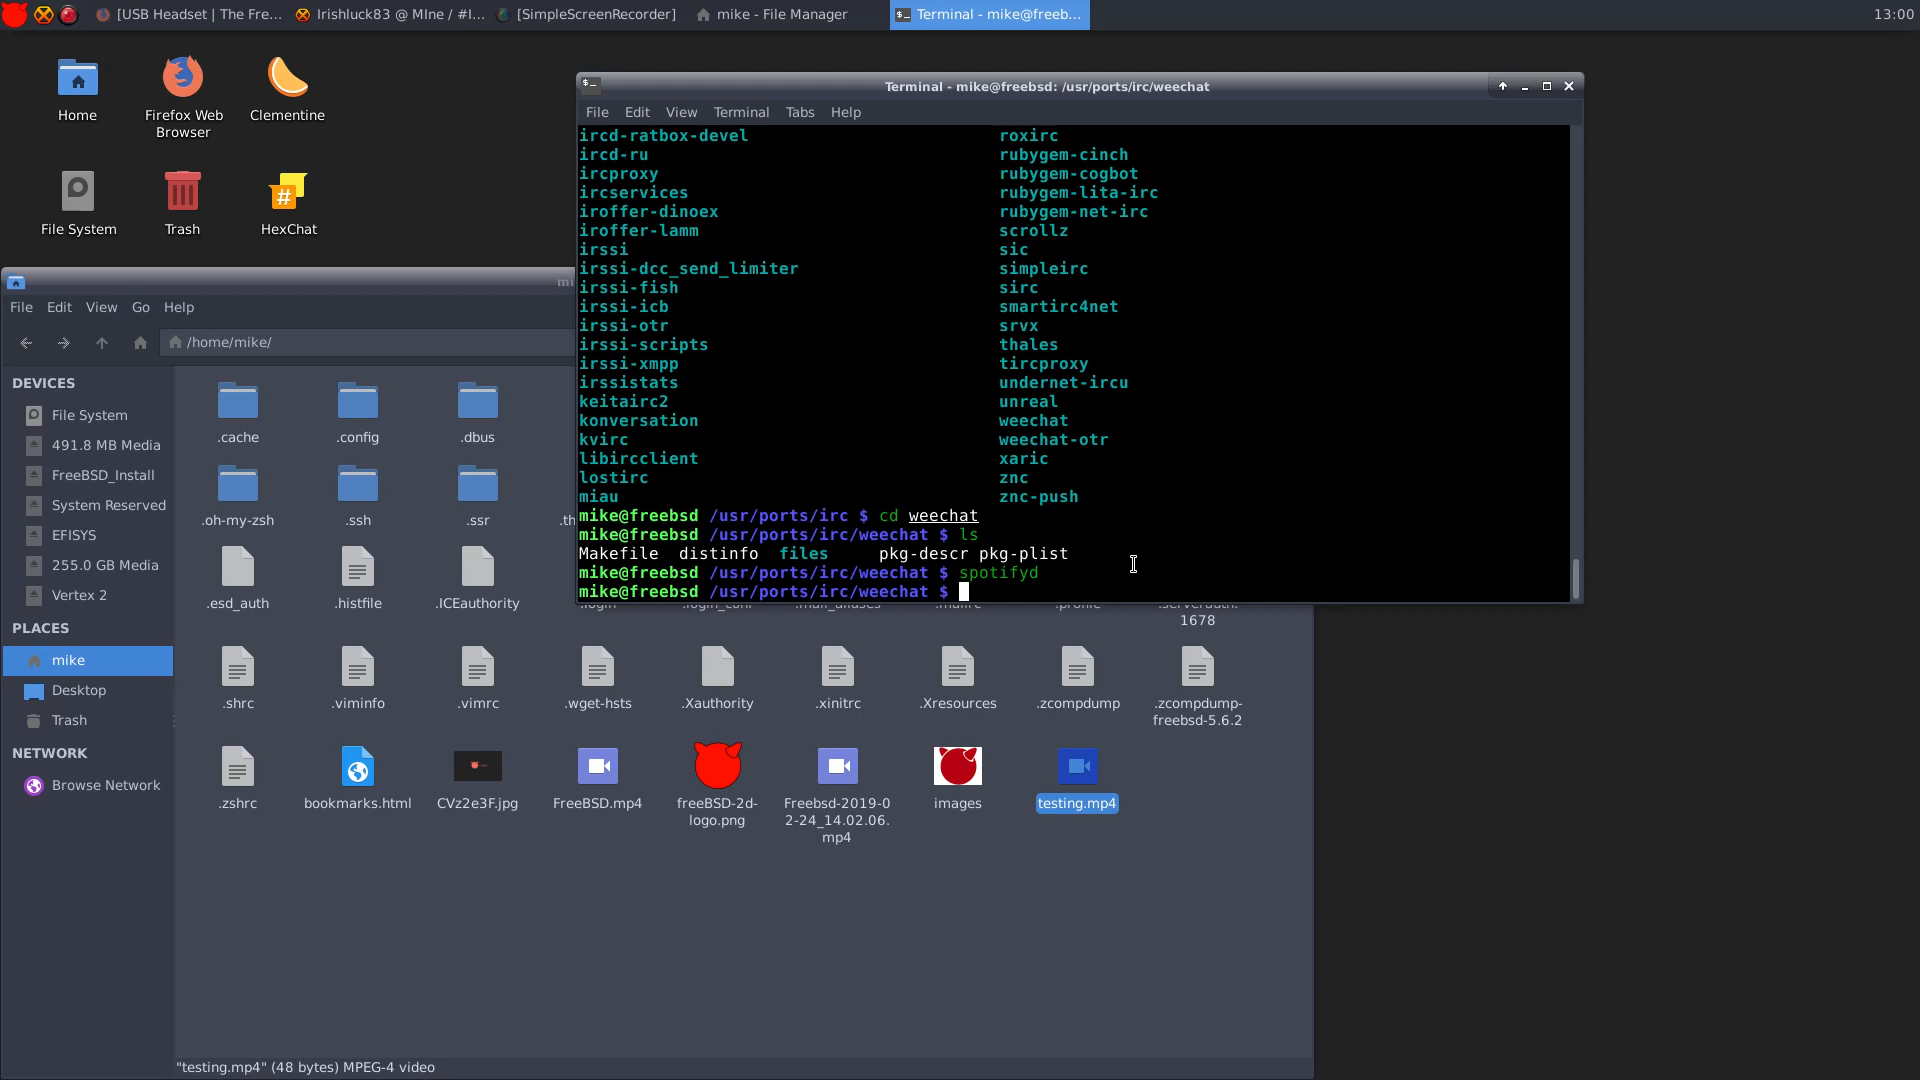 [USB Headset | The Fre... Irishluck83 @ MIne / #I... [SimpleScreenRecorder] mike - File Manager Terminal - mike@freeb... 13:00
Home
Firefox Web Browser
Clementine
File System
Trash
HexChat
Terminal - mike@freebsd: /usr/ports/irc/weechat
File Edit View Terminal Tabs Help
ircd-ratbox-devel roxirc
ircd-ru rubygem-cinch
ircproxy rubygem-cogbot
ircservices rubygem-lita-irc
iroffer-dinoex rubygem-net-irc
iroffer-lamm scrollz
irssi sic
irssi-dcc_send_limiter simpleirc
irssi-fish sirc
irssi-icb smartirc4net
irssi-otr srvx
irssi-scripts thales
irssi-xmpp tircproxy
irssistats undernet-ircu
keitairc2 unreal
konversation weechat
kvirc weechat-otr
libircclient xaric
lostirc znc
miau znc-push
mike@freebsd /usr/ports/irc $ cd weechat
mike@freebsd /usr/ports/irc/weechat $ ls
Makefile distinfo files pkg-descr pkg-plist
mike@freebsd /usr/ports/irc/weechat $ spotifyd
mike@freebsd /usr/ports/irc/weechat $
File Edit View Go Help
/home/mike/
DEVICES
File System
491.8 MB Media
FreeBSD_Install
System Reserved
EFISYS
255.0 GB Media
Vertex 2
PLACES
mike
Desktop
Trash
NETWORK
Browse Network
.cache .config .dbus
.oh-my-zsh .ssh .ssr .th
.esd_auth .histfile .ICEauthority .login .login_conf .mail_aliases .mailrc .profile .serverauth.
1678
.shrc .viminfo .vimrc .wget-hsts .Xauthority .xinitrc .Xresources .zcompdump .zcompdump-
freebsd-5.6.2
.zshrc bookmarks.html CVz2e3F.jpg FreeBSD.mp4 freeBSD-2d- Freebsd-2019-0 images testing.mp4
logo.png 2-24_14.02.06.
mp4
"testing.mp4" (48 bytes) MPEG-4 video